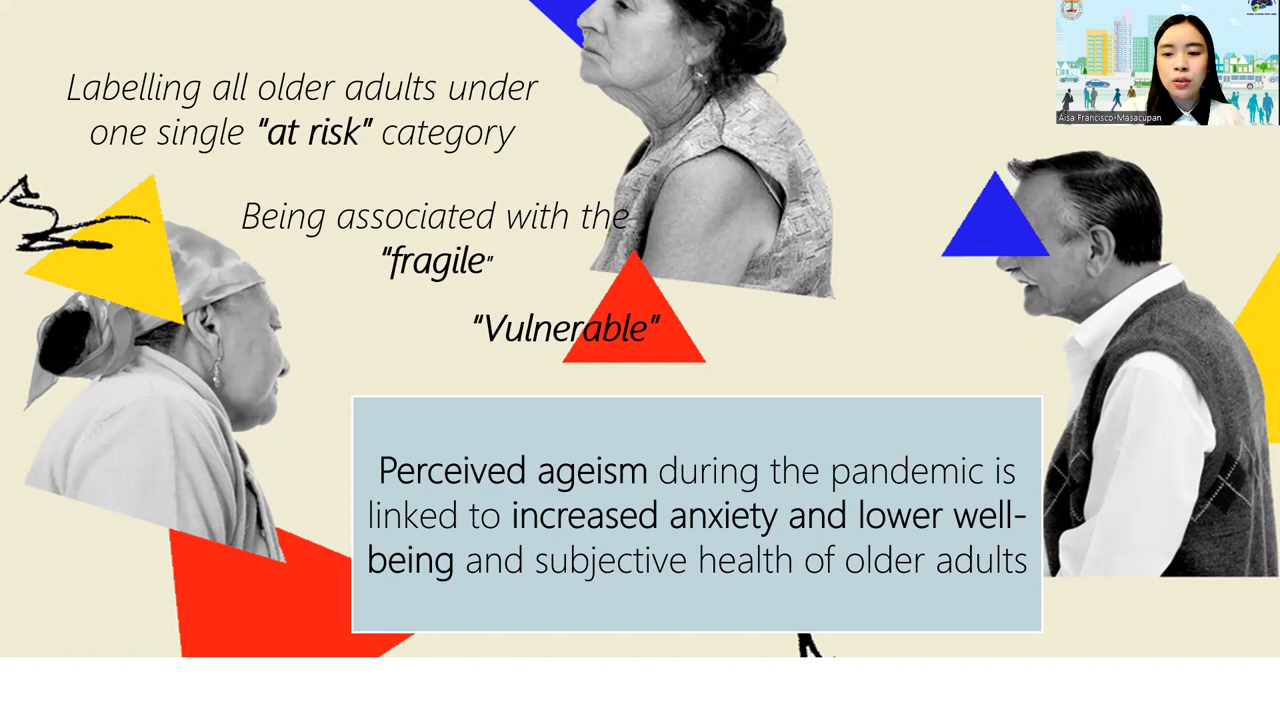 Labelling all older adults under
one single "at risk" category
Being associated with the
"fragile"
"Vulnerable"
Perceived ageism during the pandemic is
linked to increased anxiety and lower well-
being and subjective health of older adults
Aisa Francisco-Masacupan